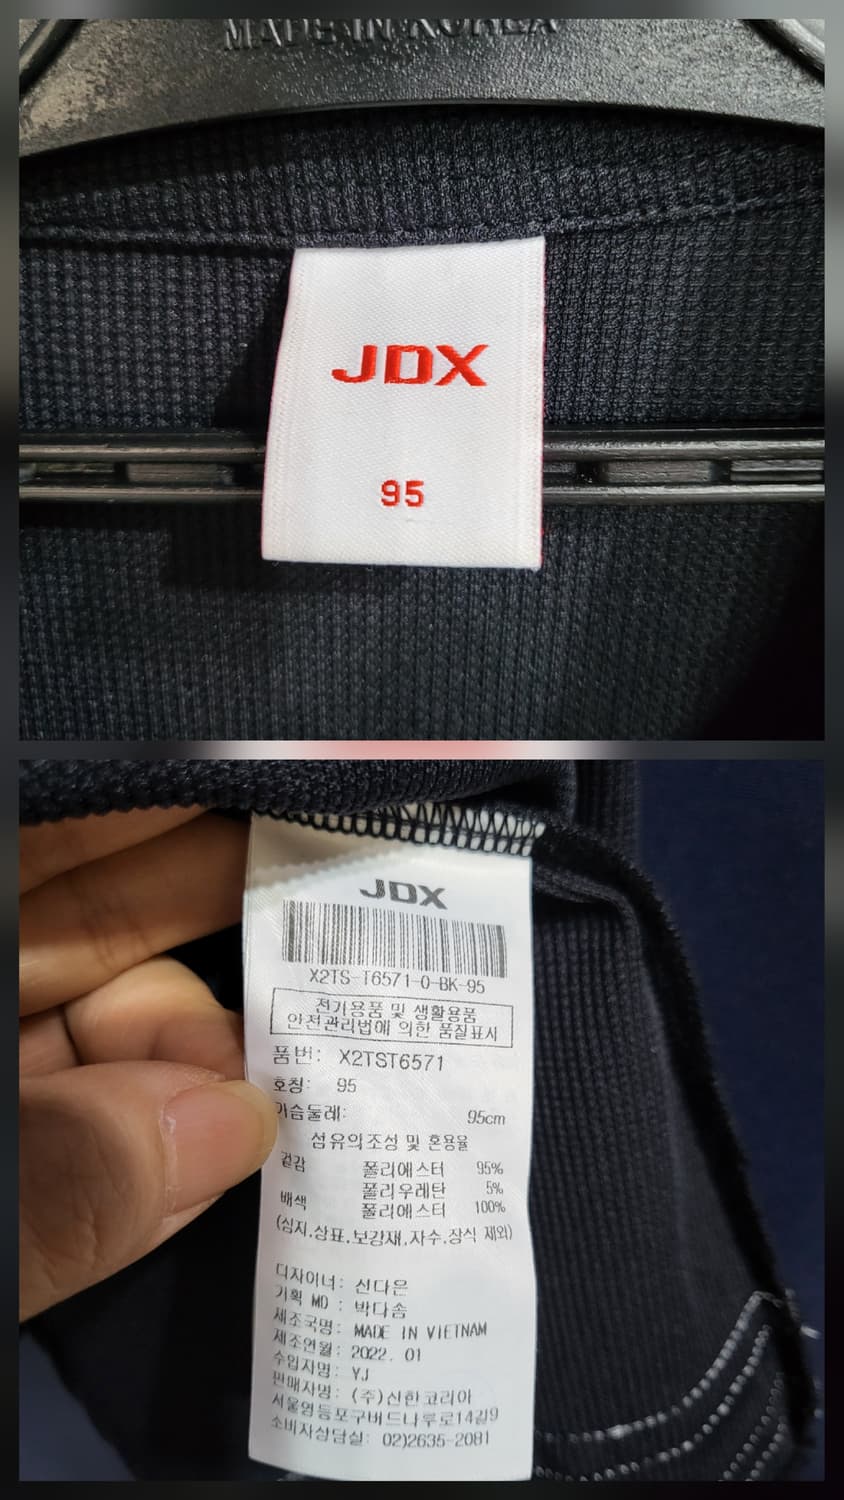 MADE IN KOREA
JDX
95
JDX
X2TS-T6571-0-BK-95
전기용품 및 생활용품
안전관리법에 의한 품질표시
품번: X2TST6571
호칭: 95
가슴둘레: 95cm
섬유의조성 및 혼용율
겉감 폴리에스터 95%
폴리우레탄 5%
배색 폴리에스터 100%
(심지,상표,보강재,자수,장식 제외)
디자이너: 신다은
기획 MD : 박다솜
제조국명: MADE IN VIETNAM
제조연월: 2022. 01
수입자명: YJ
판매자명: (주)신한코리아
서울영등포구버드나루로14길9
소비자상담실: 02)2635-2081